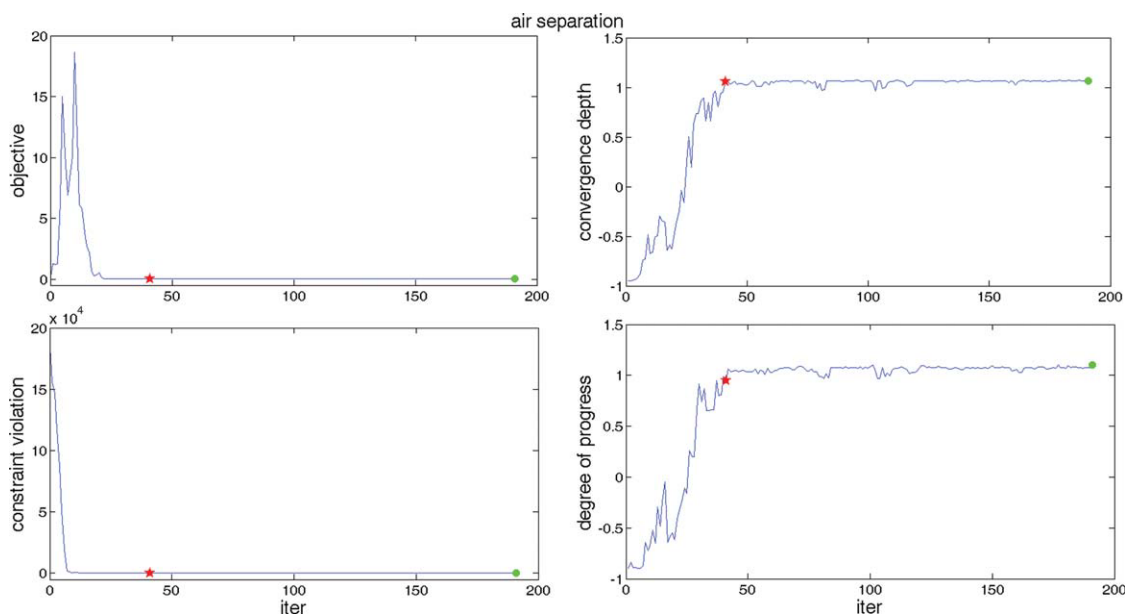 air separation
20
15
10
5
0
objective
0 50 100 150 200
1.5
1
0.5
0
-0.5
-1
convergence depth
0 50 100 150 200
x 10 4
20
15
10
5
0
constraint violation
0 50 100 150 200
iter
1.5
1
0.5
0
-0.5
-1
degree of progress
0 50 100 150 200
iter